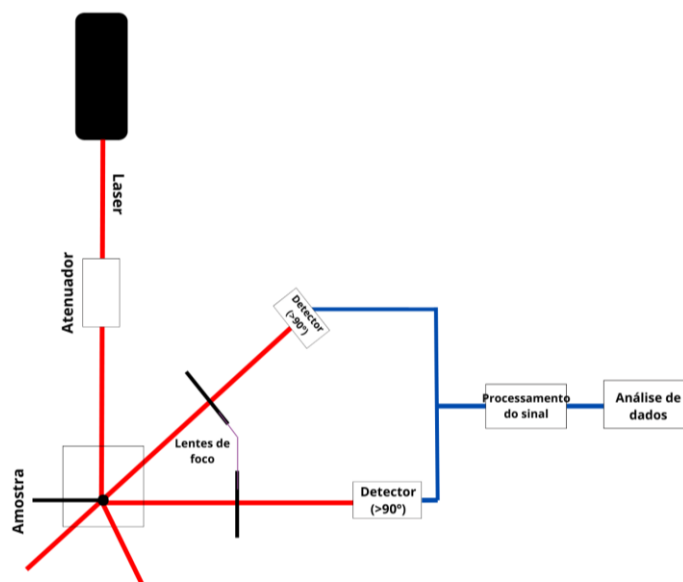 Laser
Atenuador
Detector
(>90º)
Lentes de
foco
Processamento
do sinal
Análise de
dados
Amostra
Detector
(>90º)